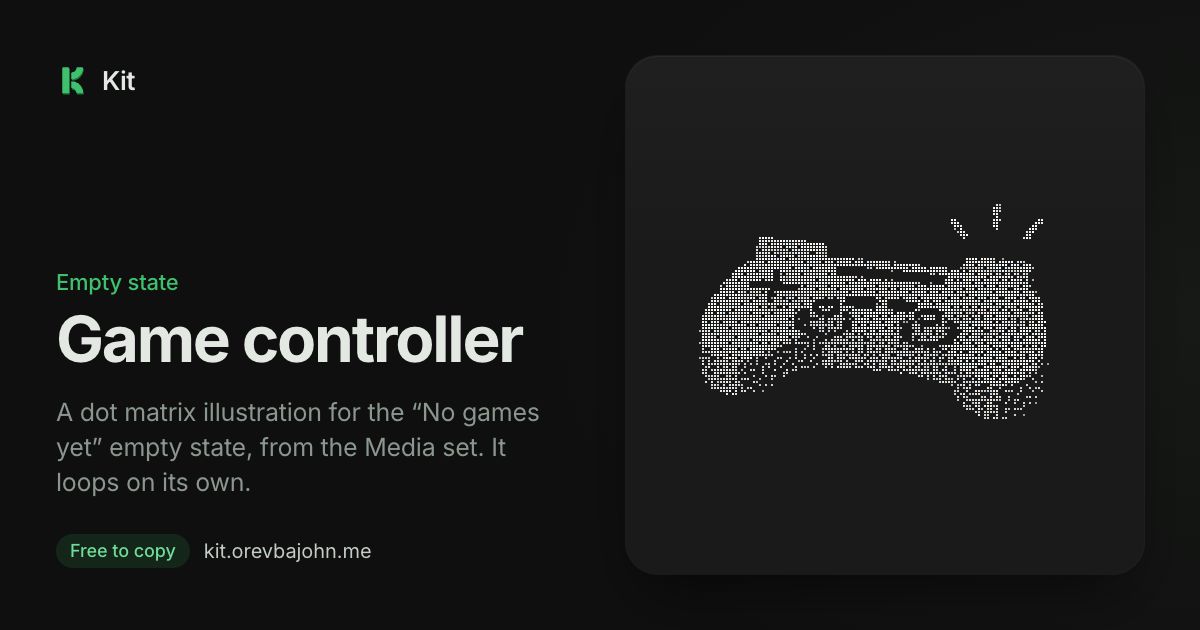 Kit
Empty state
Game controller
A dot matrix illustration for the “No games
yet” empty state, from the Media set. It
loops on its own.
Free to copy
kit.orevbajohn.me